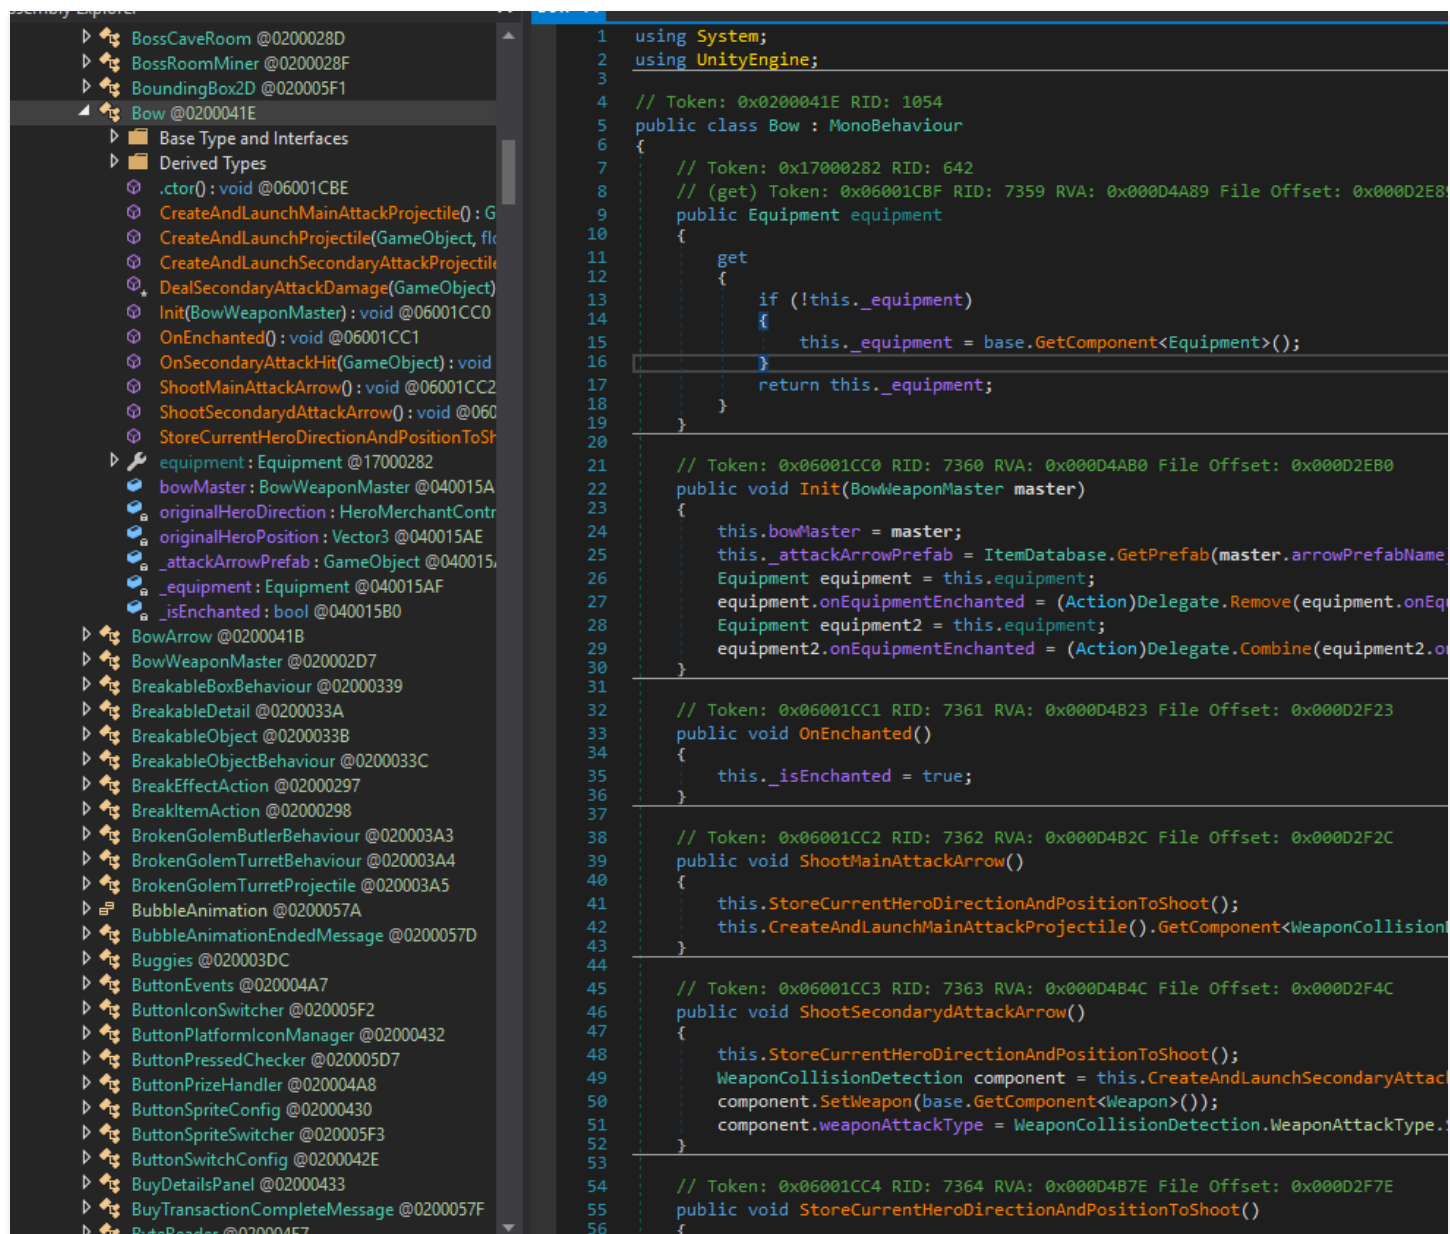 Assembly Explorer
BossCaveRoom @0200028D
BossRoomMiner @0200028F
BoundingBox2D @020005F1
Bow @0200041E
Base Type and Interfaces
Derived Types
.ctor() : void @06001CBE
CreateAndLaunchMainAttackProjectile() : G
CreateAndLaunchProjectile(GameObject, flo
CreateAndLaunchSecondaryAttackProjectile
DealSecondaryAttackDamage(GameObject)
Init(BowWeaponMaster) : void @06001CC0
OnEnchanted() : void @06001CC1
OnSecondaryAttackHit(GameObject) : void
ShootMainAttackArrow() : void @06001CC2
ShootSecondarydAttackArrow() : void @060
StoreCurrentHeroDirectionAndPositionToSh
equipment : Equipment @17000282
bowMaster : BowWeaponMaster @040015A
originalHeroDirection : HeroMerchantContr
originalHeroPosition : Vector3 @040015AE
_attackArrowPrefab : GameObject @040015
_equipment : Equipment @040015AF
_isEnchanted : bool @040015B0
BowArrow @0200041B
BowWeaponMaster @020002D7
BreakableBoxBehaviour @02000339
BreakableDetail @0200033A
BreakableObject @0200033B
BreakableObjectBehaviour @0200033C
BreakEffectAction @02000297
BreakItemAction @02000298
BrokenGolemButlerBehaviour @020003A3
BrokenGolemTurretBehaviour @020003A4
BrokenGolemTurretProjectile @020003A5
BubbleAnimation @0200057A
BubbleAnimationEndedMessage @0200057D
Buggies @020003DC
ButtonEvents @020004A7
ButtonIconSwitcher @020005F2
ButtonPlatformIconManager @02000432
ButtonPressedChecker @020005D7
ButtonPrizeHandler @020004A8
ButtonSpriteConfig @02000430
ButtonSpriteSwitcher @020005F3
ButtonSwitchConfig @0200042E
BuyDetailsPanel @02000433
BuyTransactionCompleteMessage @0200057F
ByteReader @020004F7
1 using System;
2 using UnityEngine;
3
4 // Token: 0x0200041E RID: 1054
5 public class Bow : MonoBehaviour
6 {
7 // Token: 0x17000282 RID: 642
8 // (get) Token: 0x06001CBF RID: 7359 RVA: 0x000D4A89 File Offset: 0x000D2E89
9 public Equipment equipment
10 {
11 get
12 {
13 if (!this._equipment)
14 {
15 this._equipment = base.GetComponent<Equipment>();
16 }
17 return this._equipment;
18 }
19 }
20
21 // Token: 0x06001CC0 RID: 7360 RVA: 0x000D4AB0 File Offset: 0x000D2EB0
22 public void Init(BowWeaponMaster master)
23 {
24 this.bowMaster = master;
25 this._attackArrowPrefab = ItemDatabase.GetPrefab(master.arrowPrefabName
26 Equipment equipment = this.equipment;
27 equipment.onEquipmentEnchanted = (Action)Delegate.Remove(equipment.onEq
28 Equipment equipment2 = this.equipment;
29 equipment2.onEquipmentEnchanted = (Action)Delegate.Combine(equipment2.o
30 }
31
32 // Token: 0x06001CC1 RID: 7361 RVA: 0x000D4B23 File Offset: 0x000D2F23
33 public void OnEnchanted()
34 {
35 this._isEnchanted = true;
36 }
37
38 // Token: 0x06001CC2 RID: 7362 RVA: 0x000D4B2C File Offset: 0x000D2F2C
39 public void ShootMainAttackArrow()
40 {
41 this.StoreCurrentHeroDirectionAndPositionToShoot();
42 this.CreateAndLaunchMainAttackProjectile().GetComponent<WeaponCollision
43 }
44
45 // Token: 0x06001CC3 RID: 7363 RVA: 0x000D4B4C File Offset: 0x000D2F4C
46 public void ShootSecondarydAttackArrow()
47 {
48 this.StoreCurrentHeroDirectionAndPositionToShoot();
49 WeaponCollisionDetection component = this.CreateAndLaunchSecondaryAttac
50 component.SetWeapon(base.GetComponent<Weapon>());
51 component.weaponAttackType = WeaponCollisionDetection.WeaponAttackType.
52 }
53
54 // Token: 0x06001CC4 RID: 7364 RVA: 0x000D4B7E File Offset: 0x000D2F7E
55 public void StoreCurrentHeroDirectionAndPositionToShoot()
56 {